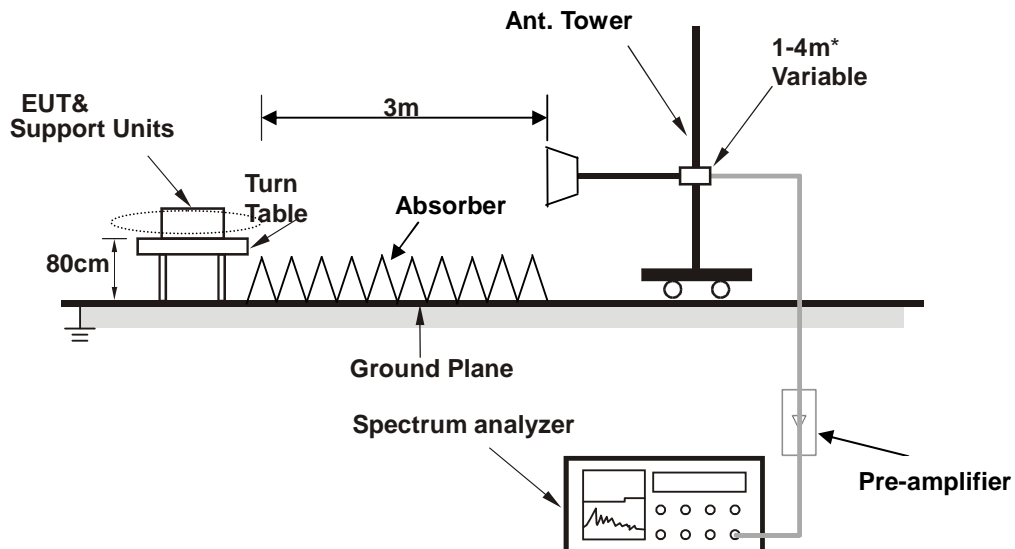 Ant. Tower
1-4m*
Variable
EUT&
Support Units
3m
Turn
Table
Absorber
80cm
Ground Plane
Spectrum analyzer
Pre-amplifier